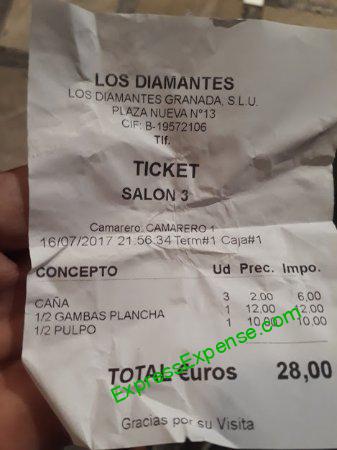 LOS DIAMANTES
LOS DIAMANTES GRANADA, S.L.U.
PLAZA NUEVA Nº13
CIF: B-19572106
Tlf.
TICKET
SALON 3
Camarero: CAMARERO 1
16/07/2017 21:56:34 Term#1 Caja#1
CONCEPTO Ud Prec. Impo.
CAÑA 3 2.00 6,00
1/2 GAMBAS PLANCHA 1 12,00 12,00
1/2 PULPO 1 10,00 10,00
TOTAL €uros 28,00
Gracias por su Visita
ExpressExpense.com